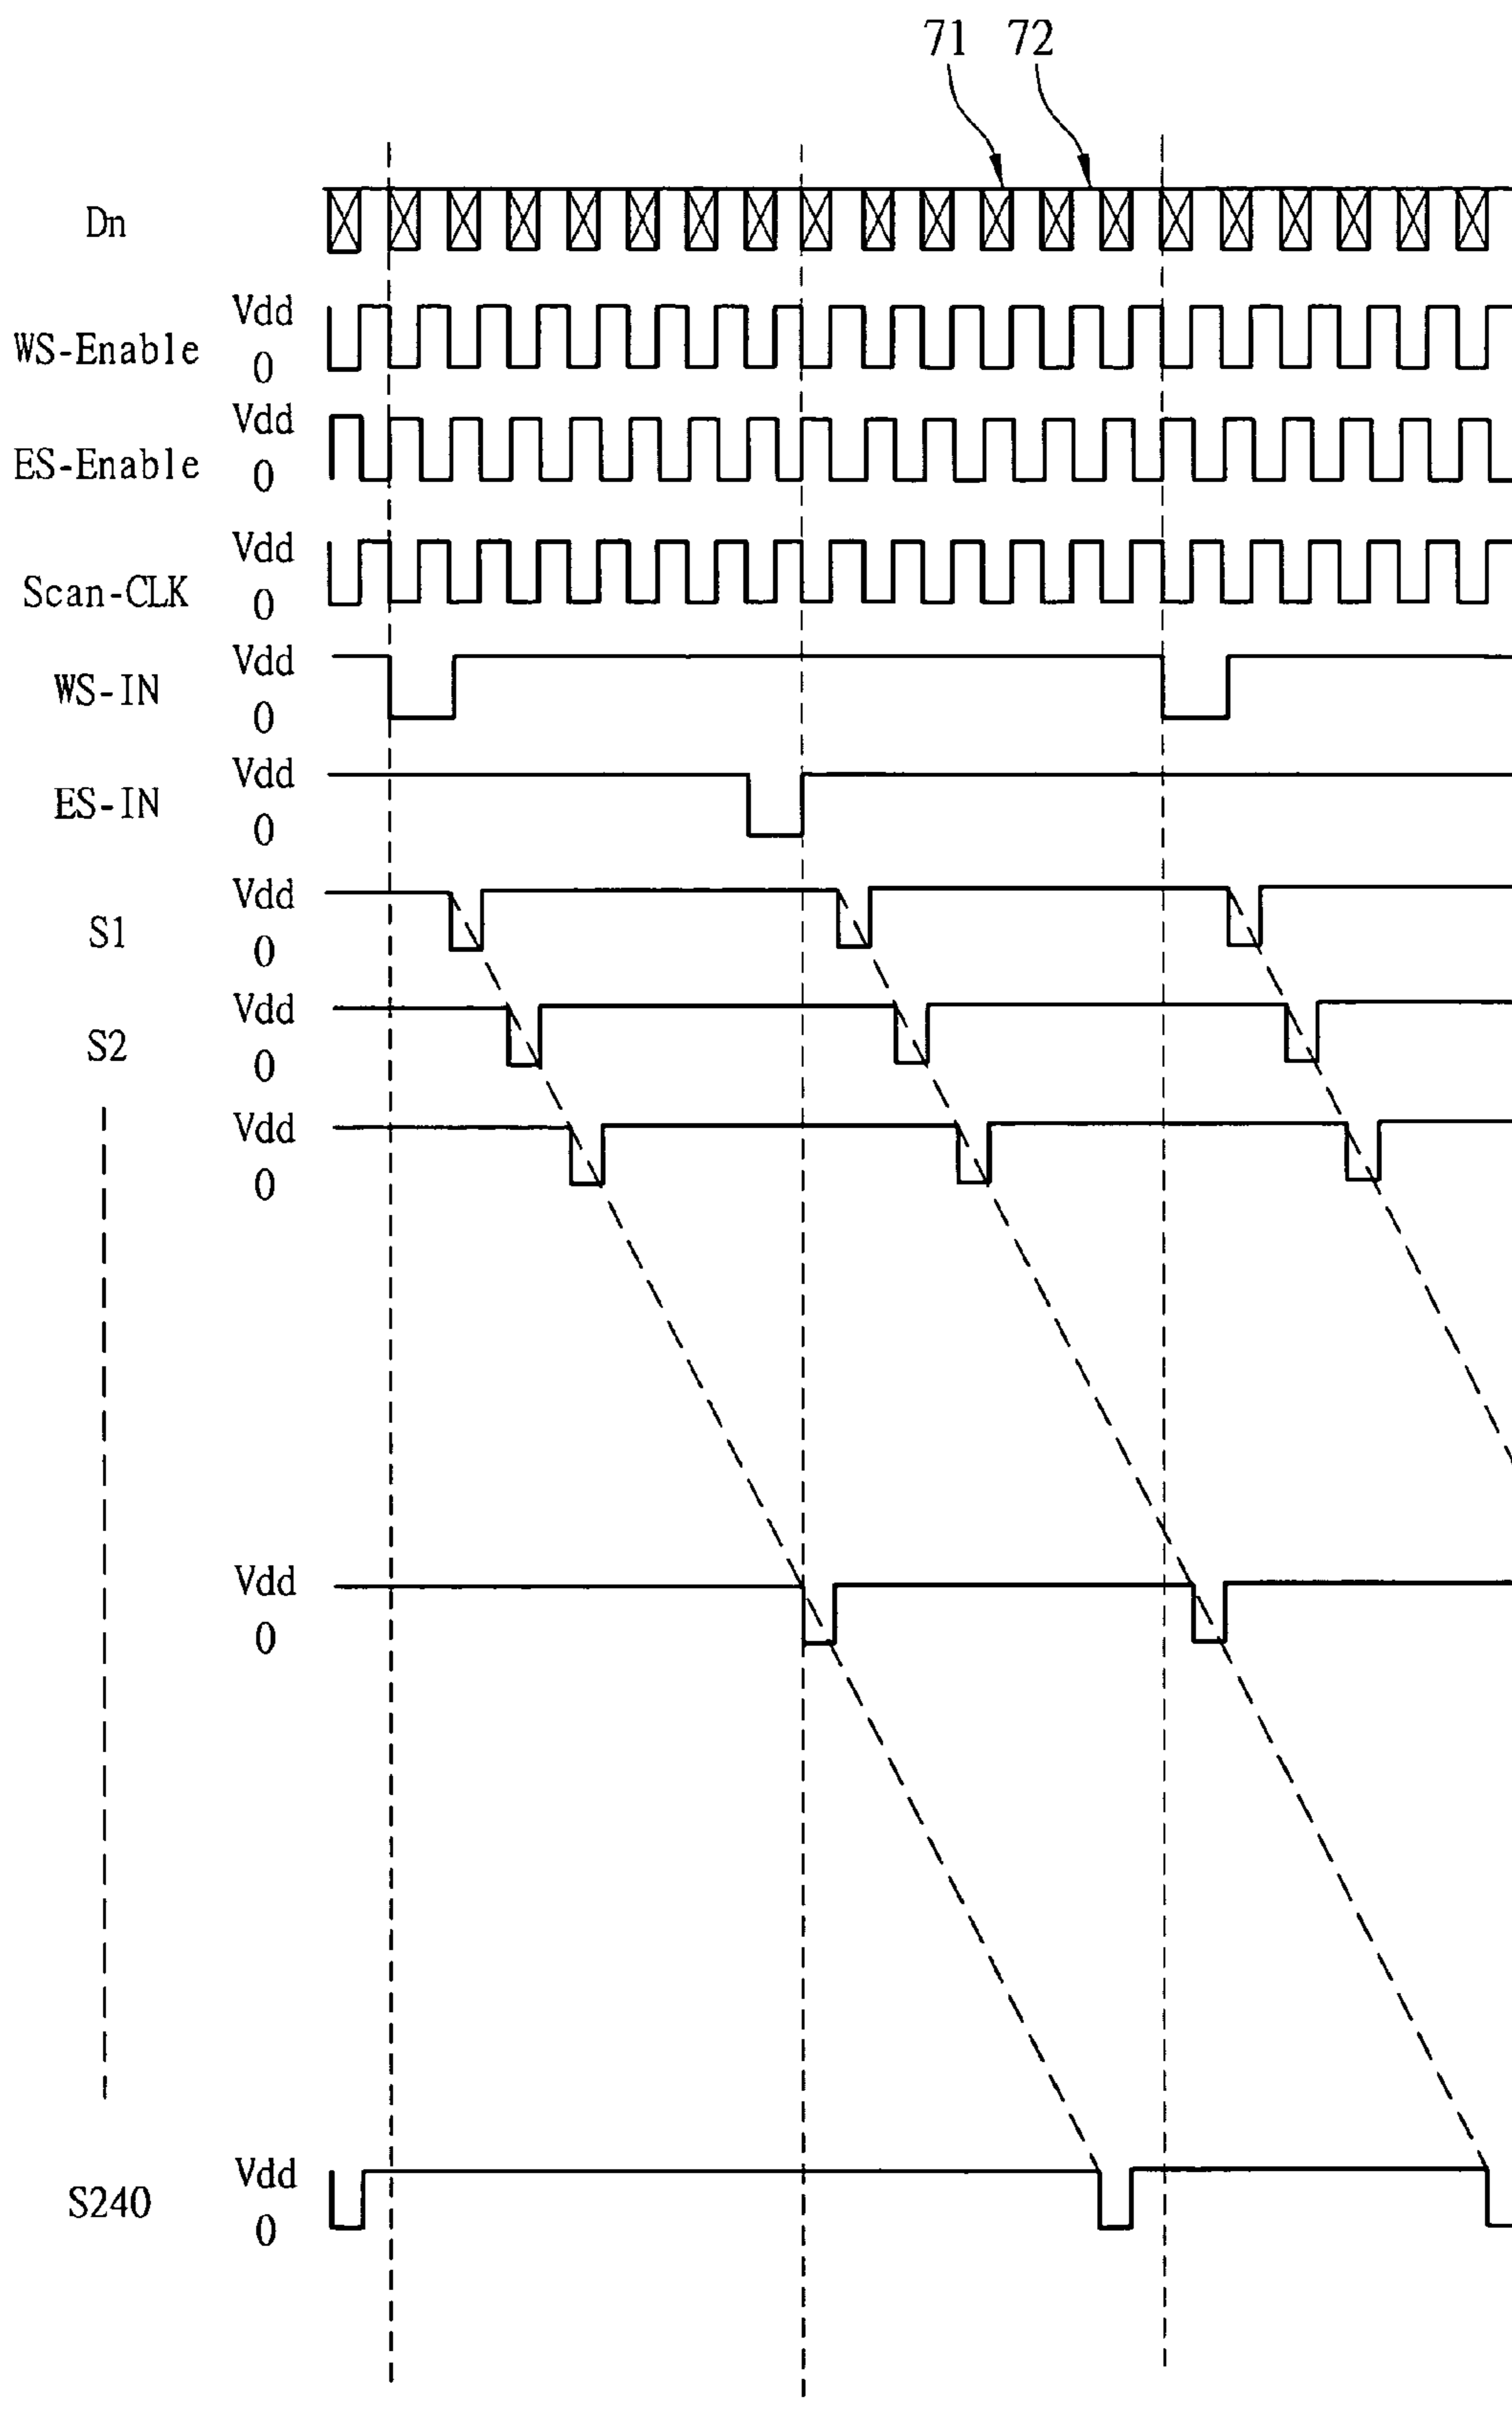 71 72
Dn
WS-Enable Vdd 0
ES-Enable Vdd 0
Scan-CLK Vdd 0
WS-IN Vdd 0
ES-IN Vdd 0
S1 Vdd 0
S2 Vdd 0
Vdd 0
Vdd 0
S240 Vdd 0